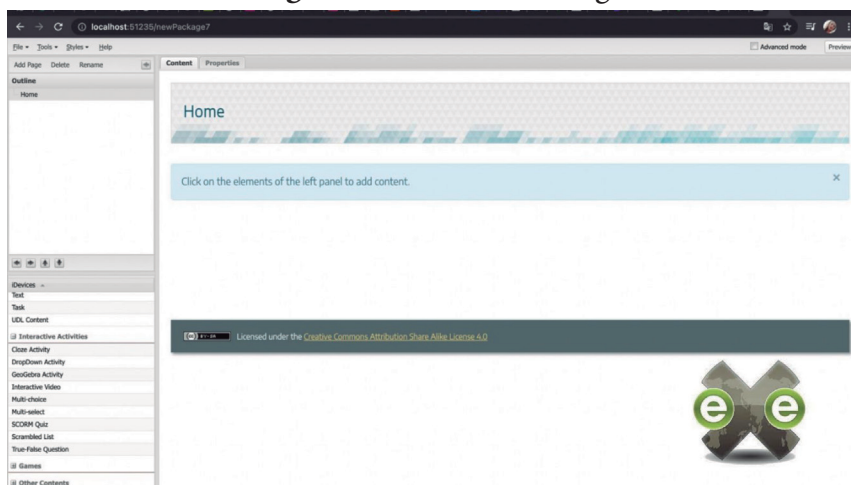 localhost:51235/newPackage7
File Tools Styles Help
Advanced mode Preview
Add Page Delete Rename
Content Properties
Outline
Home
Home
Click on the elements of the left panel to add content.
iDevices
Text
Task
UDL Content
Interactive Activities
Cloze Activity
DropDown Activity
GeoGebra Activity
Interactive Video
Multi-choice
Multi-select
SCORM Quiz
Scrambled List
True-False Question
Games
Other Contents
(cc) BY-SA Licensed under the Creative Commons Attribution Share Alike License 4.0
e e